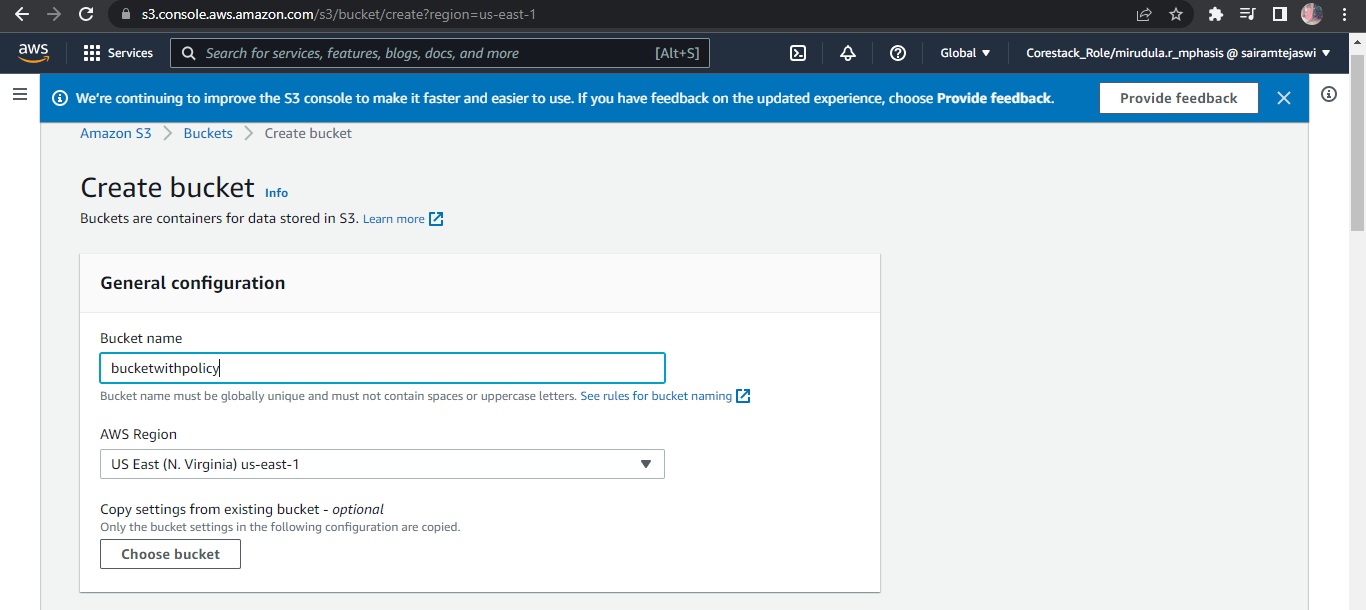 s3.console.aws.amazon.com/s3/bucket/create?region=us-east-1
aws Services Search for services, features, blogs, docs, and more [Alt+S] Global Corestack_Role/mirudula.r_mphasis @ sairamtejaswi
We're continuing to improve the S3 console to make it faster and easier to use. If you have feedback on the updated experience, choose Provide feedback. Provide feedback
Amazon S3 Buckets Create bucket
Create bucket Info
Buckets are containers for data stored in S3. Learn more
General configuration
Bucket name
bucketwithpolicy
Bucket name must be globally unique and must not contain spaces or uppercase letters. See rules for bucket naming
AWS Region
US East (N. Virginia) us-east-1
Copy settings from existing bucket - optional
Only the bucket settings in the following configuration are copied.
Choose bucket